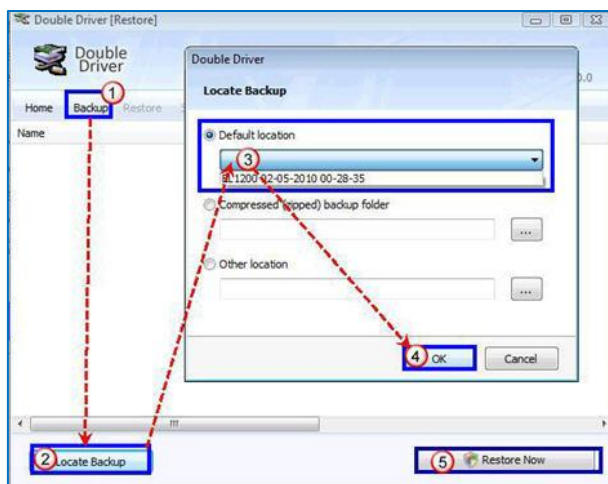 Double Driver [Restore]
Double
Driver
.0
Home Backup Restore
1
Name
Double Driver
Locate Backup
Default location
3
02-05-2010 00-28-35
Compressed (zipped) backup folder
...
Other location
...
4 OK Cancel
2 Locate Backup
5 Restore Now